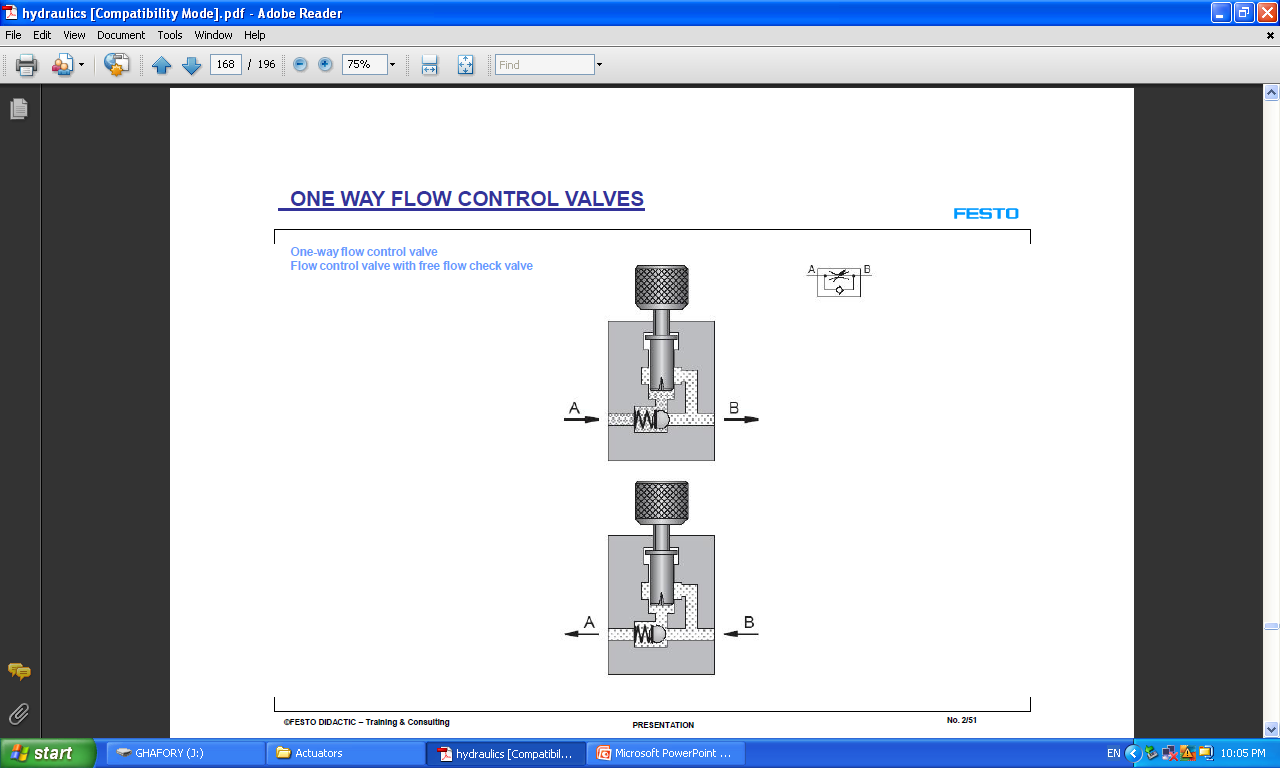 hydraulics [Compatibility Mode].pdf - Adobe Reader
File Edit View Document Tools Window Help
168 / 196 75% Find
ONE WAY FLOW CONTROL VALVES
FESTO
One-way flow control valve
Flow control valve with free flow check valve
A B
A B
A B
©FESTO DIDACTIC – Training & Consulting PRESENTATION No. 2/51
start GHAFORY (J:) Actuators hydraulics [Compatibil... Microsoft PowerPoint ... EN 10:05 PM